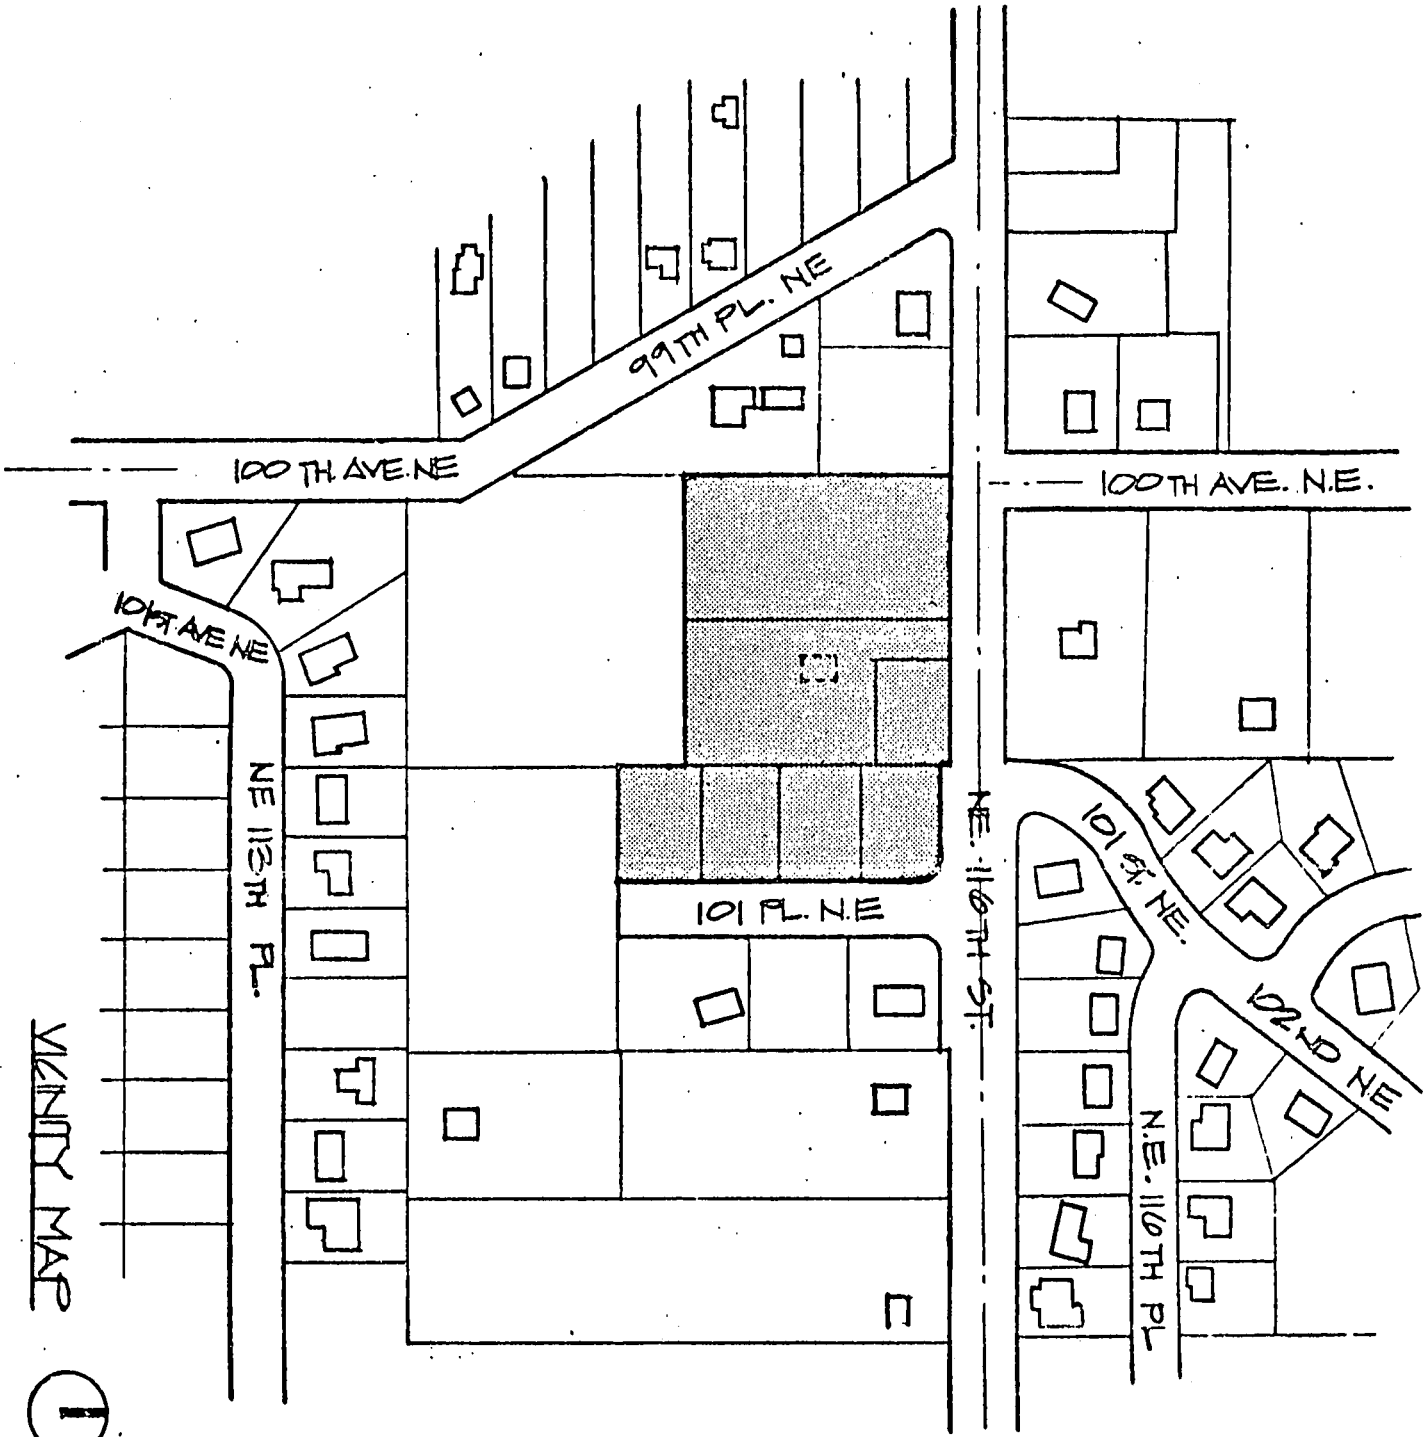 99TH PL. NE
100TH AVE. NE
100TH AVE. N.E.
101ST AVE NE
NE 113TH PL.
101 PL. N.E
NE. 116TH ST.
101 ST. NE.
102ND NE
N.E. 116TH PL
VICINITY MAP